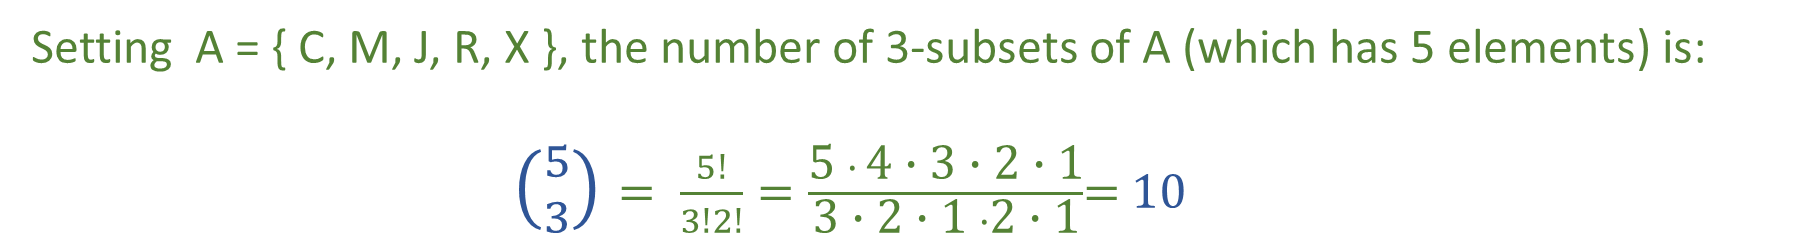 Setting A = { C, M, J, R, X }, the number of 3-subsets of A (which has 5 elements) is:
(5 3) = 5!/3!2! = 5 · 4 · 3 · 2 · 1/3 · 2 · 1 · 2 · 1 = 10